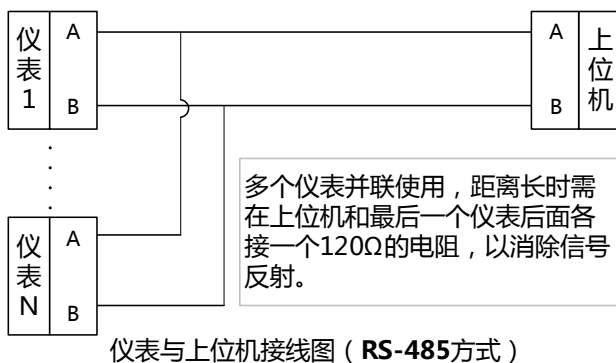 仪表1
A
B
A
B
上位机
仪表N
A
B
多个仪表并联使用，距离长时需
在上位机和最后一个仪表后面各
接一个120Ω的电阻，以消除信号
反射。
仪表与上位机接线图（RS-485方式）